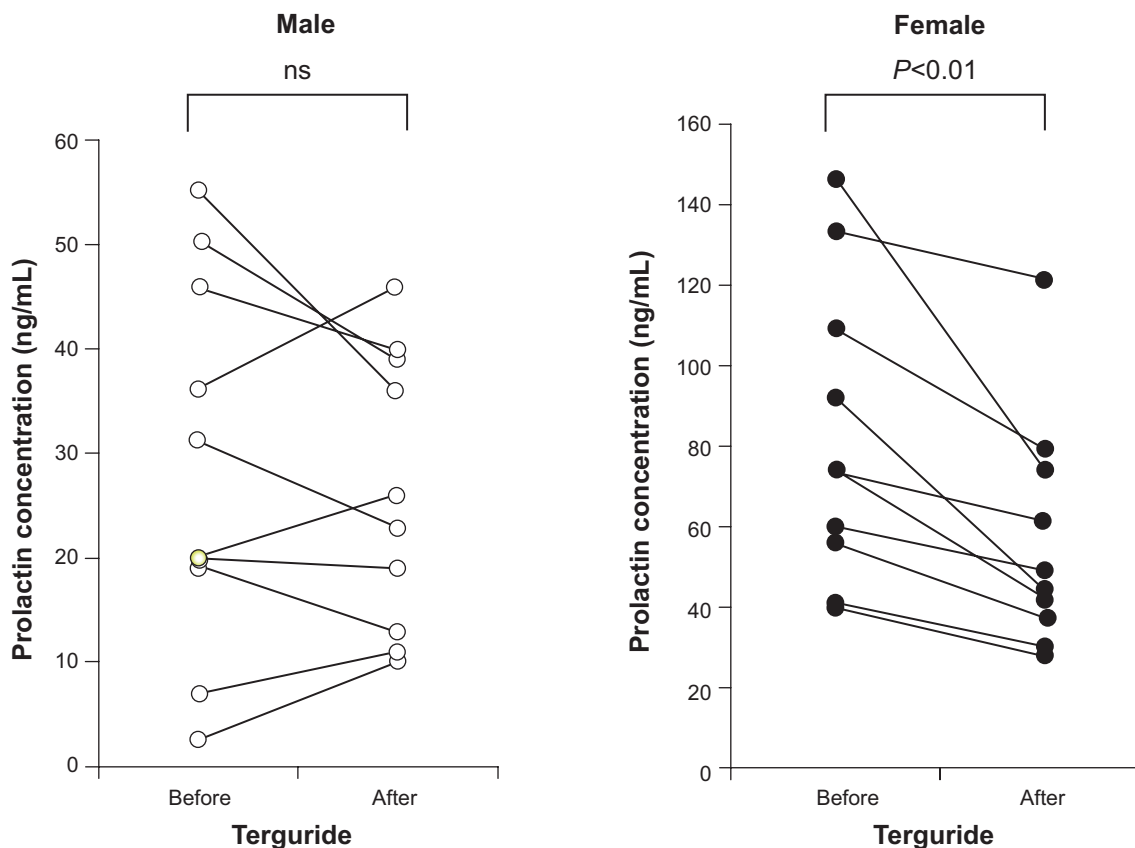 Male
ns
Prolactin concentration (ng/mL)
60
50
40
30
20
10
0
Before
After
Terguride
Female
P<0.01
Prolactin concentration (ng/mL)
160
140
120
100
80
60
40
20
0
Before
After
Terguride